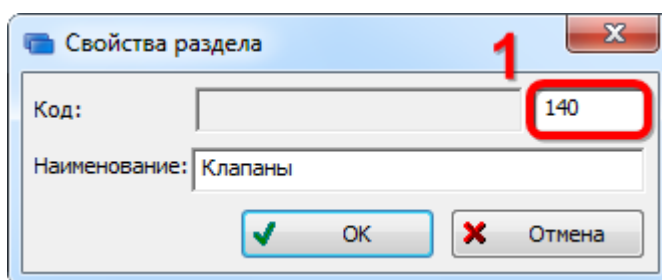 Свойства раздела
1
Код: 140
Наименование: Клапаны
OK Отмена